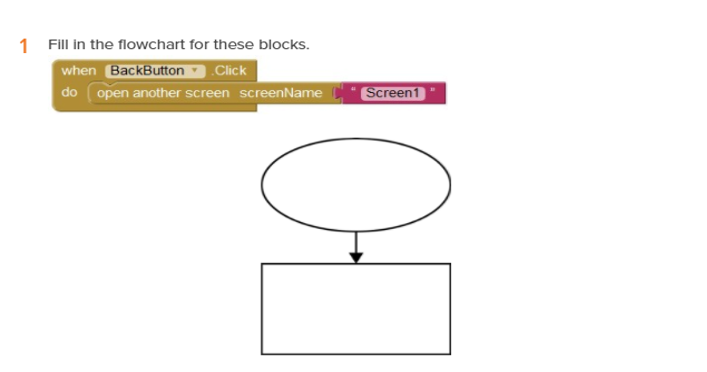 1 Fill in the flowchart for these blocks.
when BackButton .Click
do open another screen screenName " Screen1 "